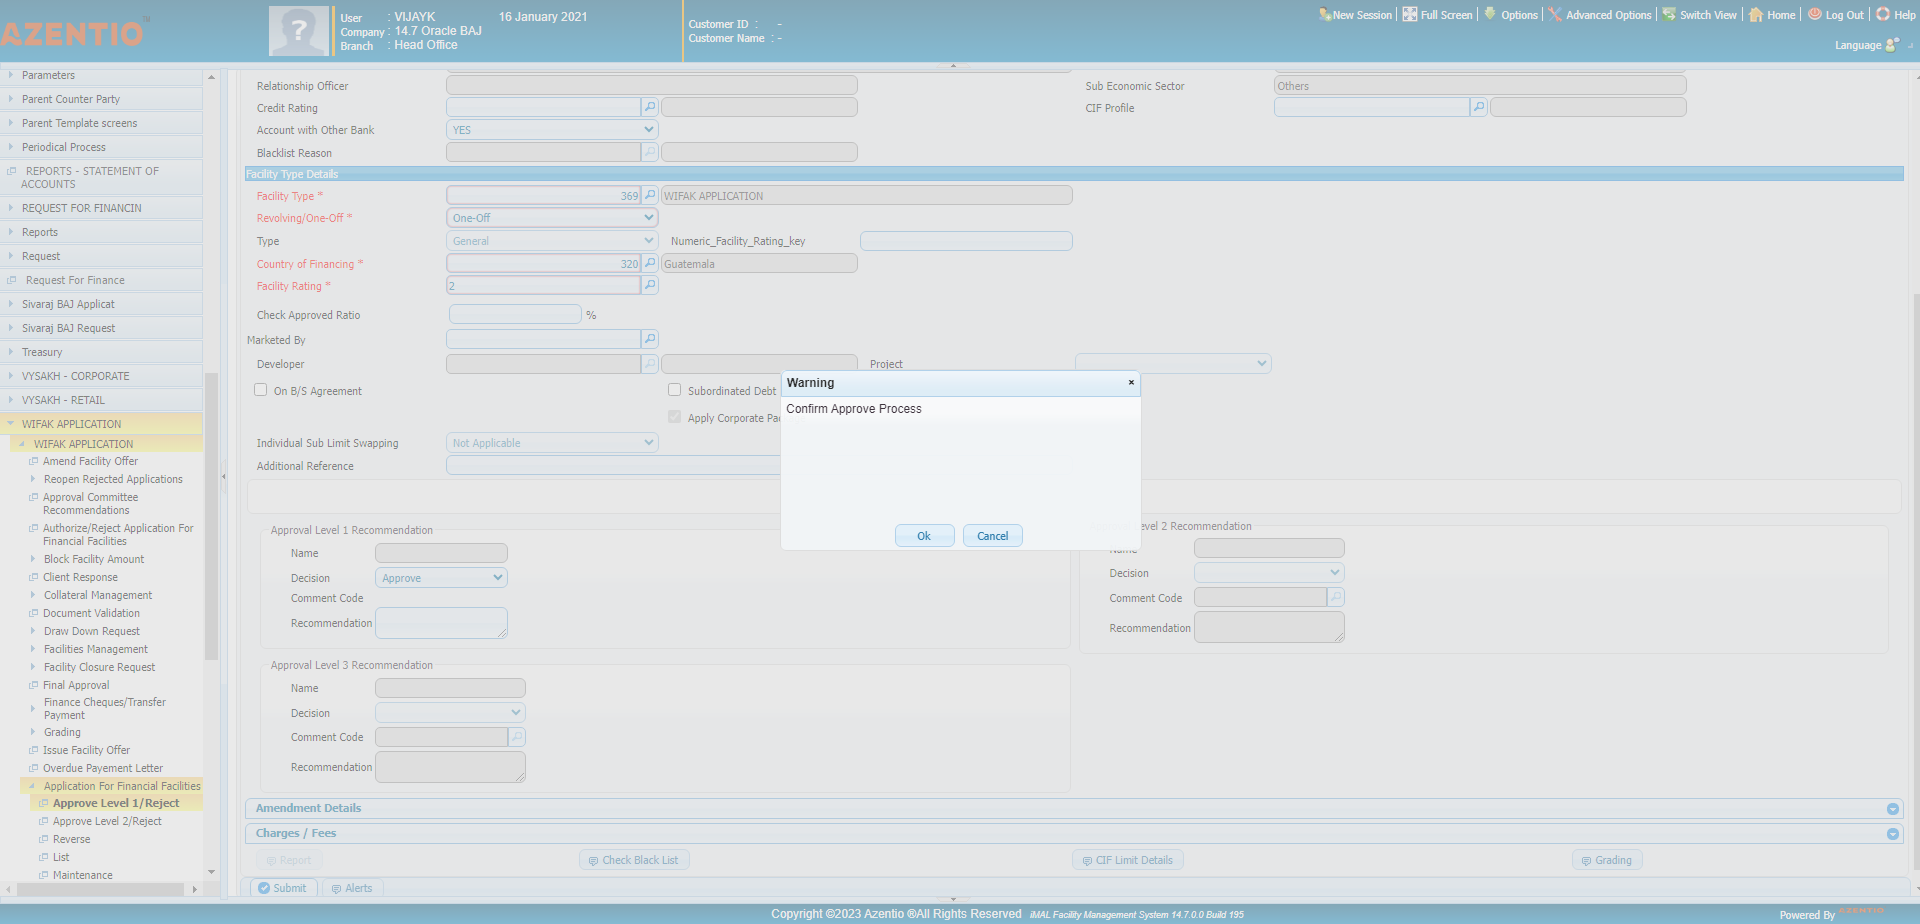 AZENTIO™
User : VIJAYK 16 January 2021
Company : 14.7 Oracle BAJ
Branch : Head Office
Customer ID : -
Customer Name : -
New Session Full Screen Options Advanced Options Switch View Home Log Out Help
Language
Parameters
Parent Counter Party
Parent Template screens
Periodical Process
REPORTS - STATEMENT OF
ACCOUNTS
REQUEST FOR FINANCIN
Reports
Request
Request For Finance
Sivaraj BAJ Applicat
Sivaraj BAJ Request
Treasury
VYSAKH - CORPORATE
VYSAKH - RETAIL
WIFAK APPLICATION
WIFAK APPLICATION
Amend Facility Offer
Reopen Rejected Applications
Approval Committee
Recommendations
Authorize/Reject Application For
Financial Facilities
Block Facility Amount
Client Response
Collateral Management
Document Validation
Draw Down Request
Facilities Management
Facility Closure Request
Final Approval
Finance Cheques/Transfer
Payment
Grading
Issue Facility Offer
Overdue Payement Letter
Application For Financial Facilities
Approve Level 1/Reject
Approve Level 2/Reject
Reverse
List
Maintenance
Relationship Officer Sub Economic Sector Others
Credit Rating CIF Profile
Account with Other Bank YES
Blacklist Reason
Facility Type Details
Facility Type * 369 WIFAK APPLICATION
Revolving/One-Off * One-Off
Type General Numeric_Facility_Rating_key
Country of Financing * 320 Guatemala
Facility Rating * 2
Check Approved Ratio %
Marketed By
Developer Project
On B/S Agreement Subordinated Debt
Apply Corporate Pac
Individual Sub Limit Swapping Not Applicable
Additional Reference
Warning ×
Confirm Approve Process
Ok Cancel
Approval Level 1 Recommendation
Name
Decision Approve
Comment Code
Recommendation
evel 2 Recommendation
Name
Decision
Comment Code
Recommendation
Approval Level 3 Recommendation
Name
Decision
Comment Code
Recommendation
Amendment Details
Charges / Fees
Report Check Black List CIF Limit Details Grading
Submit Alerts
Copyright ©2023 Azentio ®All Rights Reserved iMAL Facility Management System 14.7.0.0 Build 195
Powered By AZENTIO